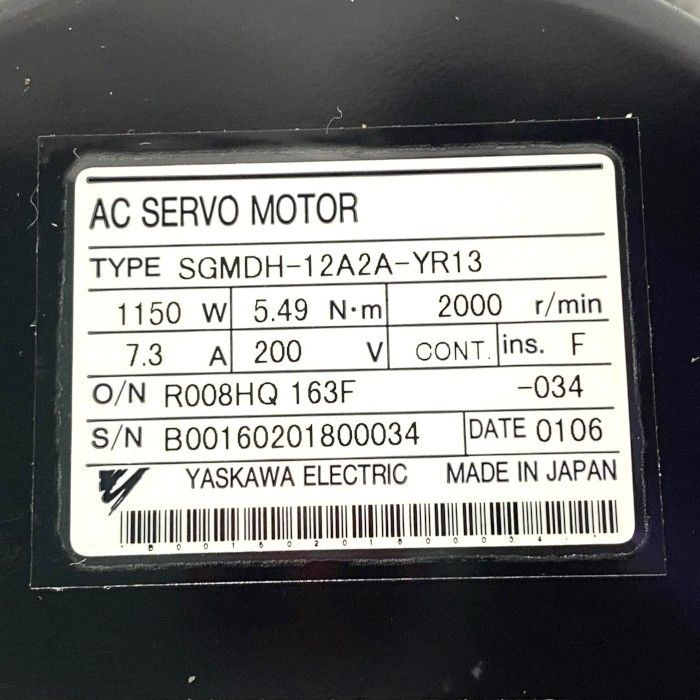 AC SERVO MOTOR
TYPE SGMDH-12A2A-YR13
1150 W 5.49 N·m 2000 r/min
7.3 A 200 V CONT. ins. F
O/N R008HQ 163F -034
S/N B00160201800034 DATE 0106
YASKAWA ELECTRIC MADE IN JAPAN